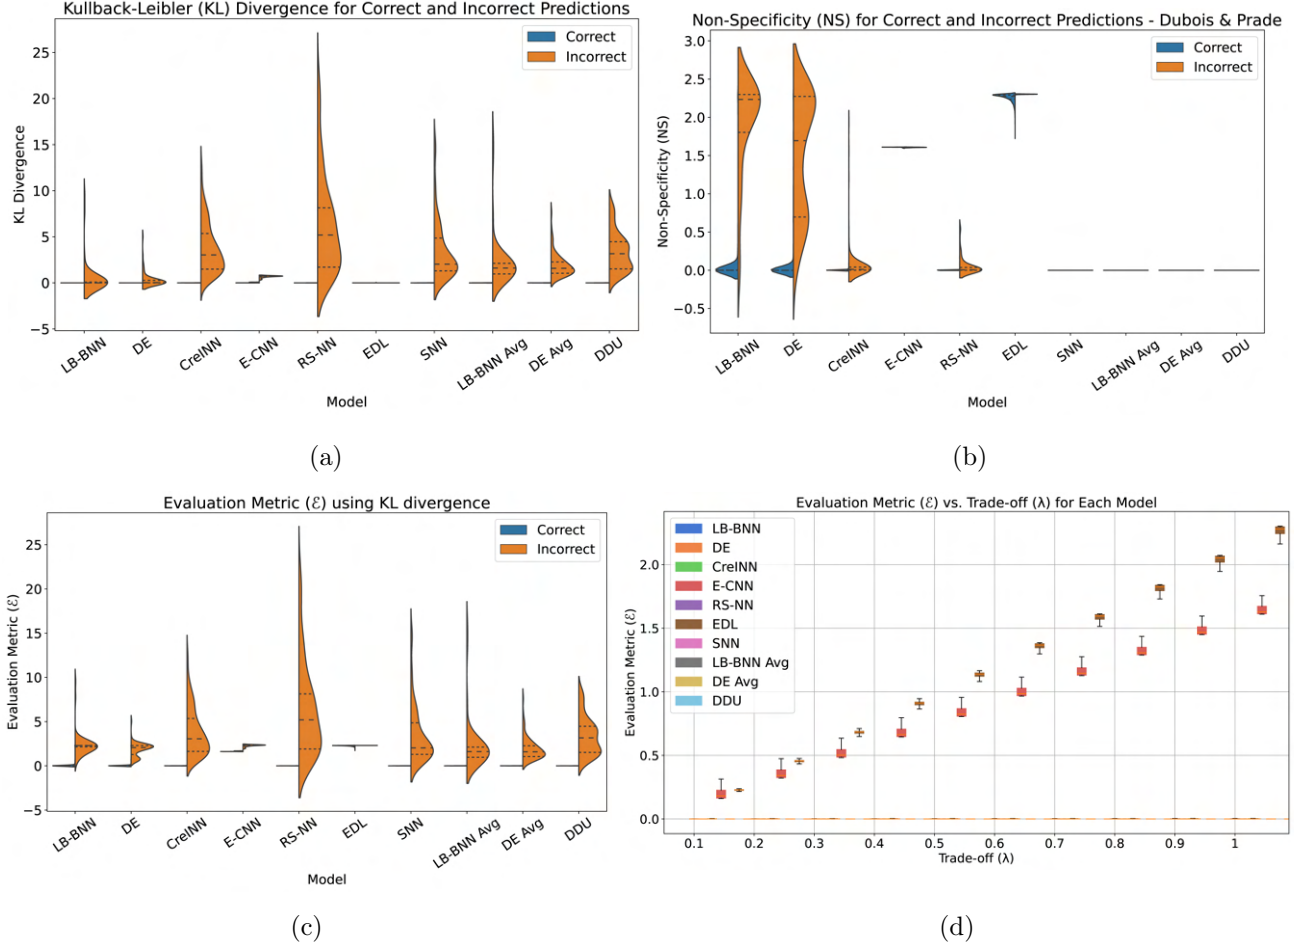 Kullback-Leibler (KL) Divergence for Correct and Incorrect Predictions
Correct
Incorrect
25
20
15
10
5
0
−5
KL Divergence
LB-BNN
DE
CreINN
E-CNN
RS-NN
EDL
SNN
LB-BNN Avg
DE Avg
DDU
Model
(a)
Non-Specificity (NS) for Correct and Incorrect Predictions - Dubois & Prade
Correct
Incorrect
3.0
2.5
2.0
1.5
1.0
0.5
0.0
−0.5
Non-Specificity (NS)
LB-BNN
DE
CreINN
E-CNN
RS-NN
EDL
SNN
LB-BNN Avg
DE Avg
DDU
Model
(b)
Evaluation Metric (ℰ) using KL divergence
Correct
Incorrect
25
20
15
10
5
0
−5
Evaluation Metric (ℰ)
LB-BNN
DE
CreINN
E-CNN
RS-NN
EDL
SNN
LB-BNN Avg
DE Avg
DDU
Model
(c)
Evaluation Metric (ℰ) vs. Trade-off (λ) for Each Model
LB-BNN
DE
CreINN
E-CNN
RS-NN
EDL
SNN
LB-BNN Avg
DE Avg
DDU
2.0
1.5
1.0
0.5
0.0
Evaluation Metric (ℰ)
0.1 0.2 0.3 0.4 0.5 0.6 0.7 0.8 0.9 1
Trade-off (λ)
(d)